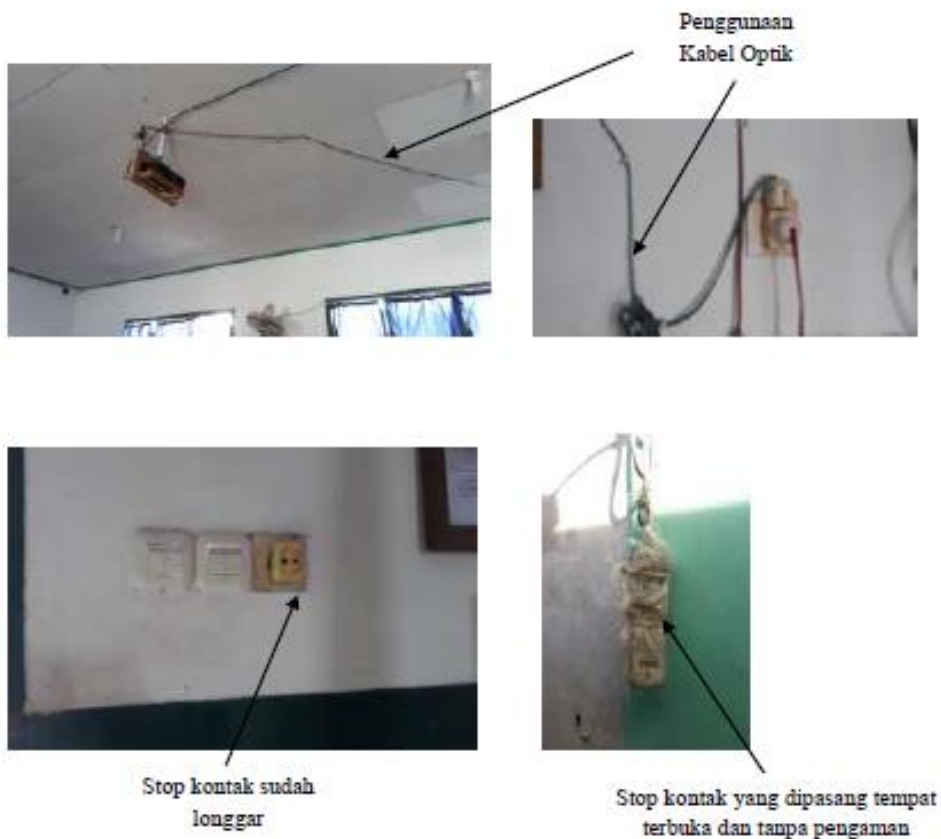 Penggunaan
Kabel Optik
Stop kontak sudah
longgar
Stop kontak yang dipasang tempat
terbuka dan tanpa pengaman